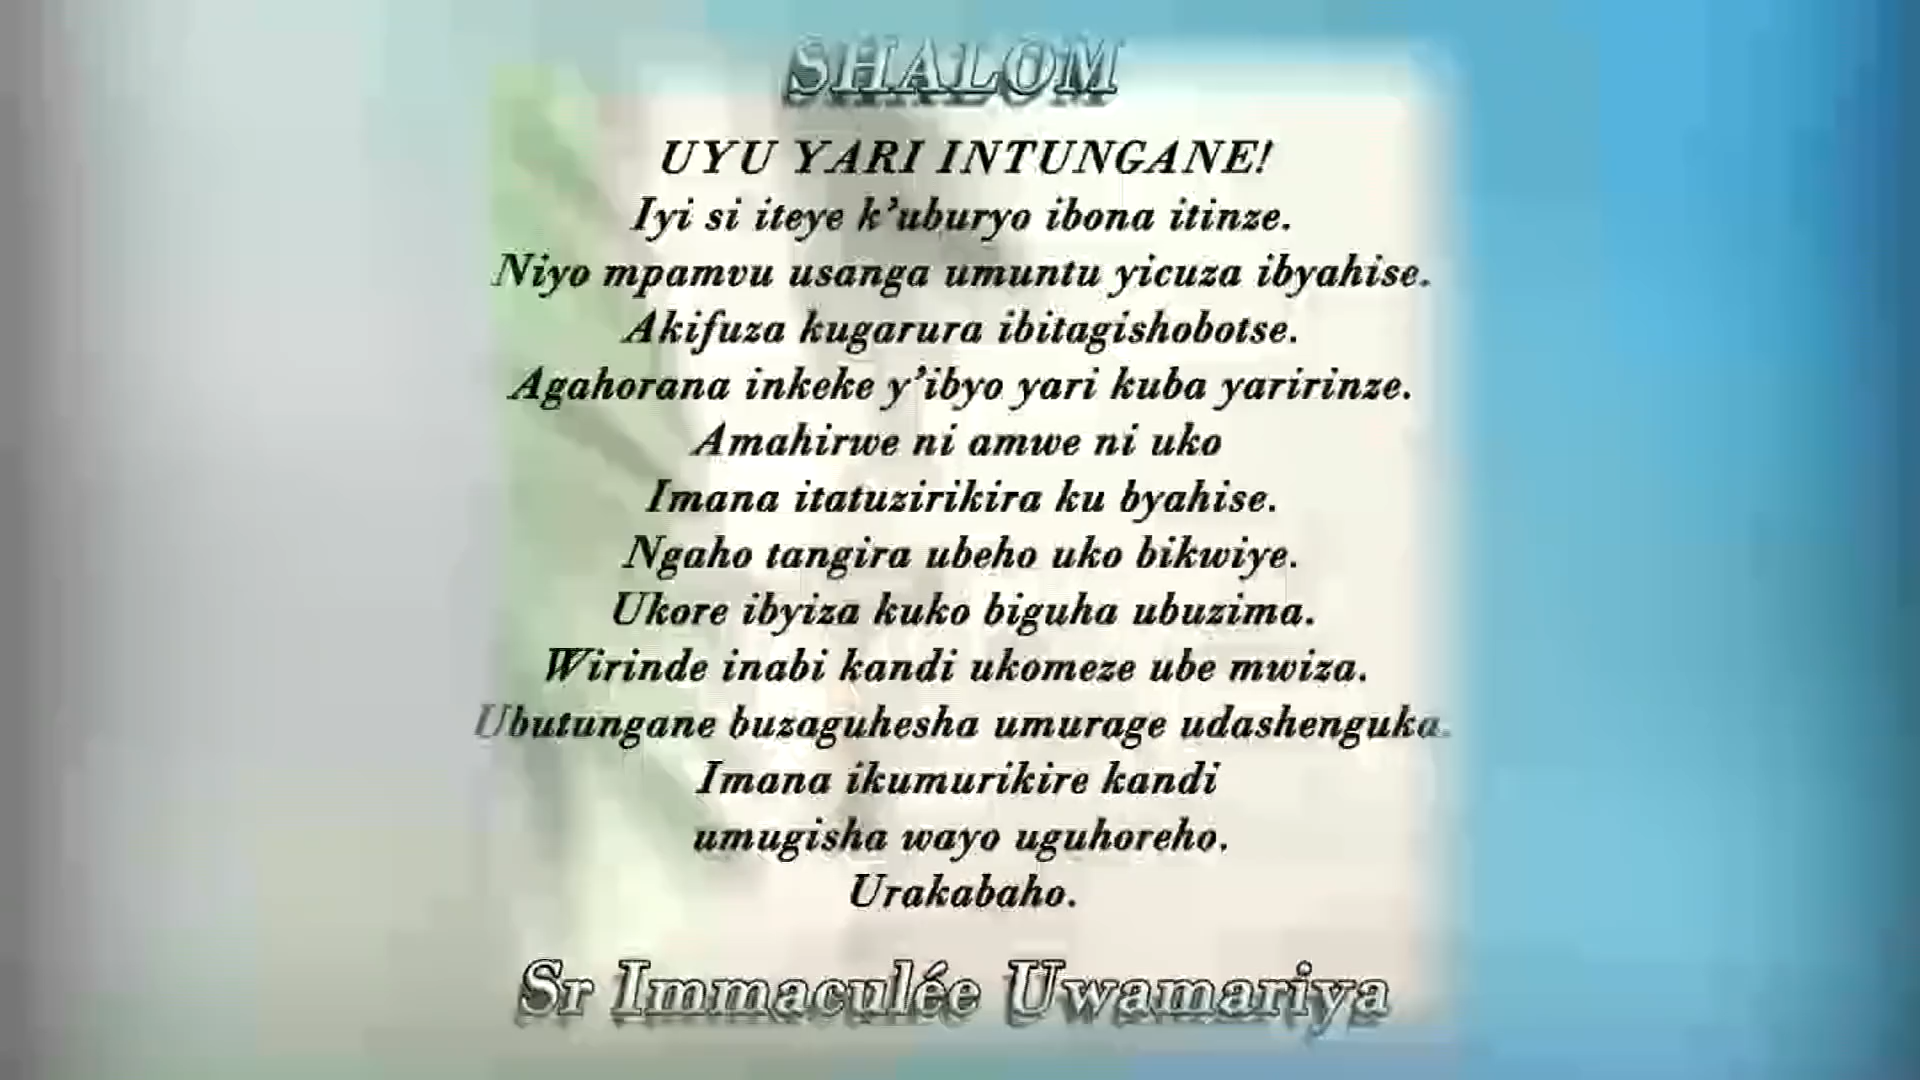 SHALOM
UYU YARI INTUNGANE!
Iyi si iteye k’uburyo ibona itinze.
Niyo mpamvu usanga umuntu yicuza ibyahise.
Akifuza kugarura ibitagishobotse.
Agahorana inkeke y’ibyo yari kuba yaririnze.
Amahirwe ni amwe ni uko
Imana itatuzirikira ku byahise.
Ngaho tangira ubeho uko bikwiye.
Ukore ibyiza kuko biguha ubuzima.
Wirinde inabi kandi ukomeze ube mwiza.
Ubutungane buzaguhesha umurage udashenguka.
Imana ikumurikire kandi
umugisha wayo uguhoreho.
Urakabaho.
Sr Immaculée Uwamariya